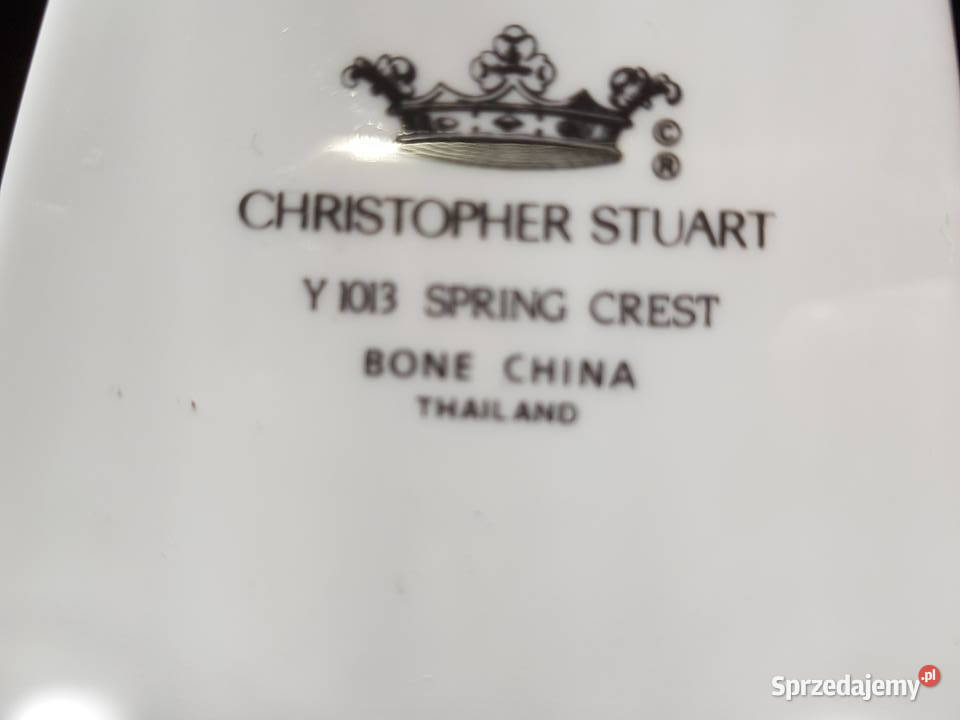 ©
®
CHRISTOPHER STUART
Y 1013 SPRING CREST
BONE CHINA
THAILAND
Sprzedajemy.pl